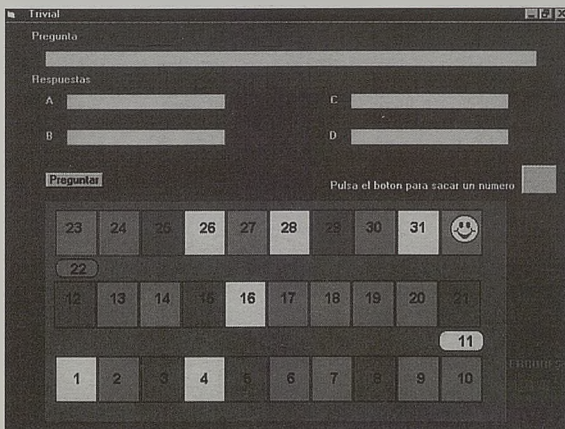 Trivial
Pregunta
Respuestas
A
C
B
D
Preguntar
Pulsa el boton para sacar un numero
23 24 25 26 27 28 29 30 31
22
12 13 14 15 16 17 18 19 20 21
11
ERRORES
1 2 3 4 5 6 7 8 9 10